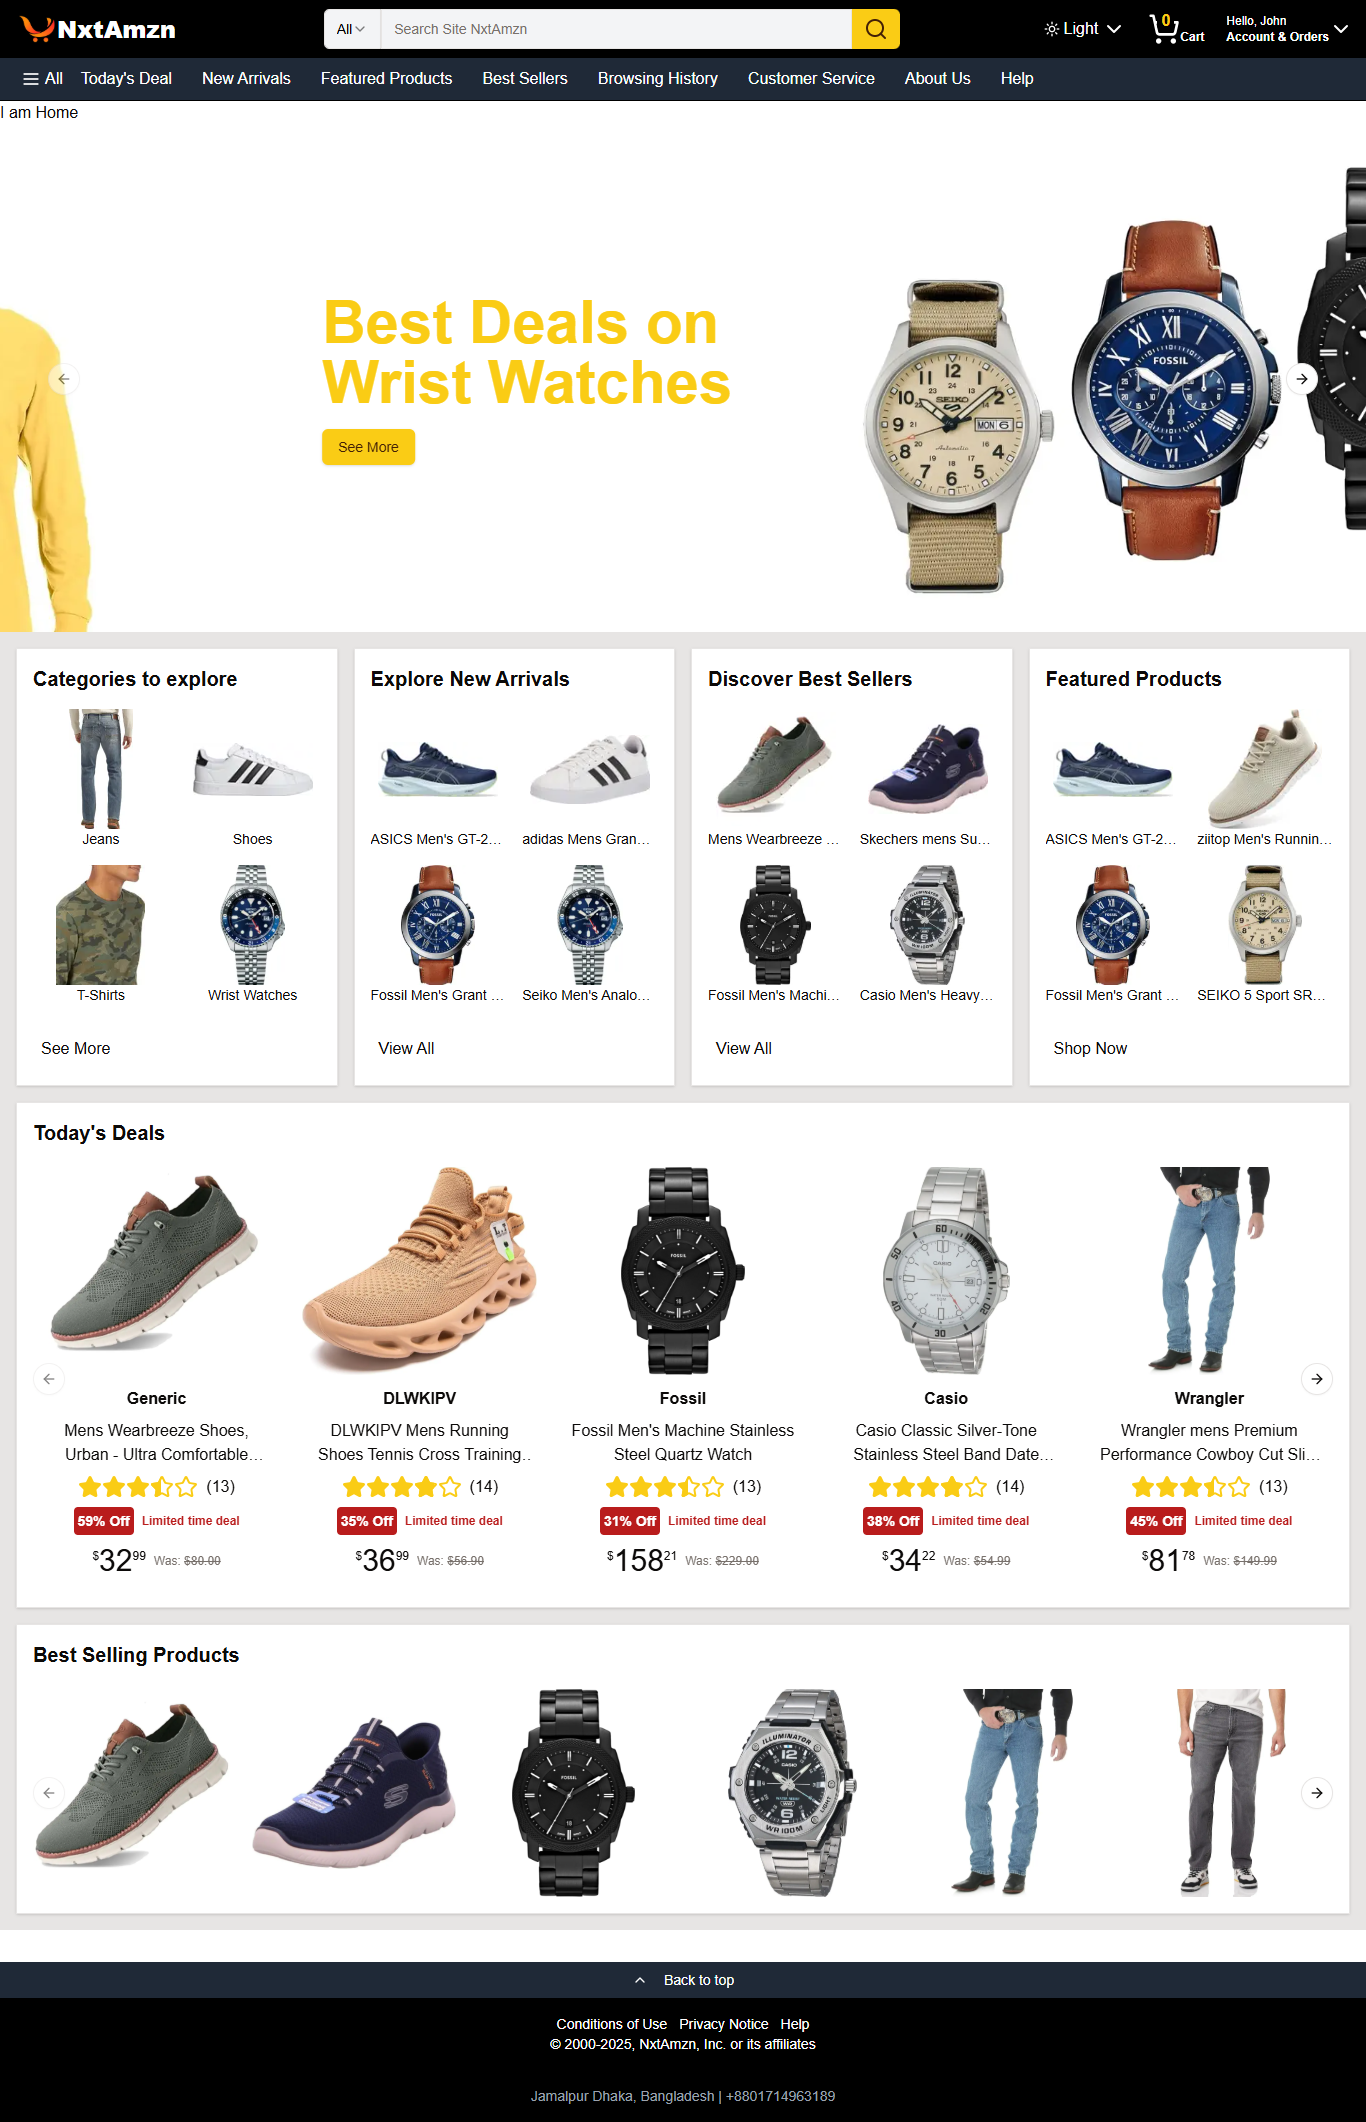 NxtAmzn
All
Search Site NxtAmzn
Light
0
Cart
Hello, John
Account & Orders
All
Today's Deal
New Arrivals
Featured Products
Best Sellers
Browsing History
Customer Service
About Us
Help
I am Home
Best Deals on
Wrist Watches
See More
Categories to explore
Jeans
Shoes
T-Shirts
Wrist Watches
See More
Explore New Arrivals
ASICS Men's GT-2...
adidas Mens Gran...
Fossil Men's Grant ...
Seiko Men's Analo...
View All
Discover Best Sellers
Mens Wearbreeze ...
Skechers mens Su...
Fossil Men's Machi...
Casio Men's Heavy...
View All
Featured Products
ASICS Men's GT-2...
ziitop Men's Runnin...
Fossil Men's Grant ...
SEIKO 5 Sport SR...
Shop Now
Today's Deals
Generic
Mens Wearbreeze Shoes,
Urban - Ultra Comfortable...
(13)
59% Off Limited time deal
$32 99 Was: $80.00
DLWKIPV
DLWKIPV Mens Running
Shoes Tennis Cross Training..
(14)
35% Off Limited time deal
$36 99 Was: $56.90
Fossil
Fossil Men's Machine Stainless
Steel Quartz Watch
(13)
31% Off Limited time deal
$158 21 Was: $229.00
Casio
Casio Classic Silver-Tone
Stainless Steel Band Date...
(14)
38% Off Limited time deal
$34 22 Was: $54.99
Wrangler
Wrangler mens Premium
Performance Cowboy Cut Sli...
(13)
45% Off Limited time deal
$81 78 Was: $149.99
Best Selling Products
Back to top
Conditions of Use Privacy Notice Help
© 2000-2025, NxtAmzn, Inc. or its affiliates
Jamalpur Dhaka, Bangladesh | +8801714963189